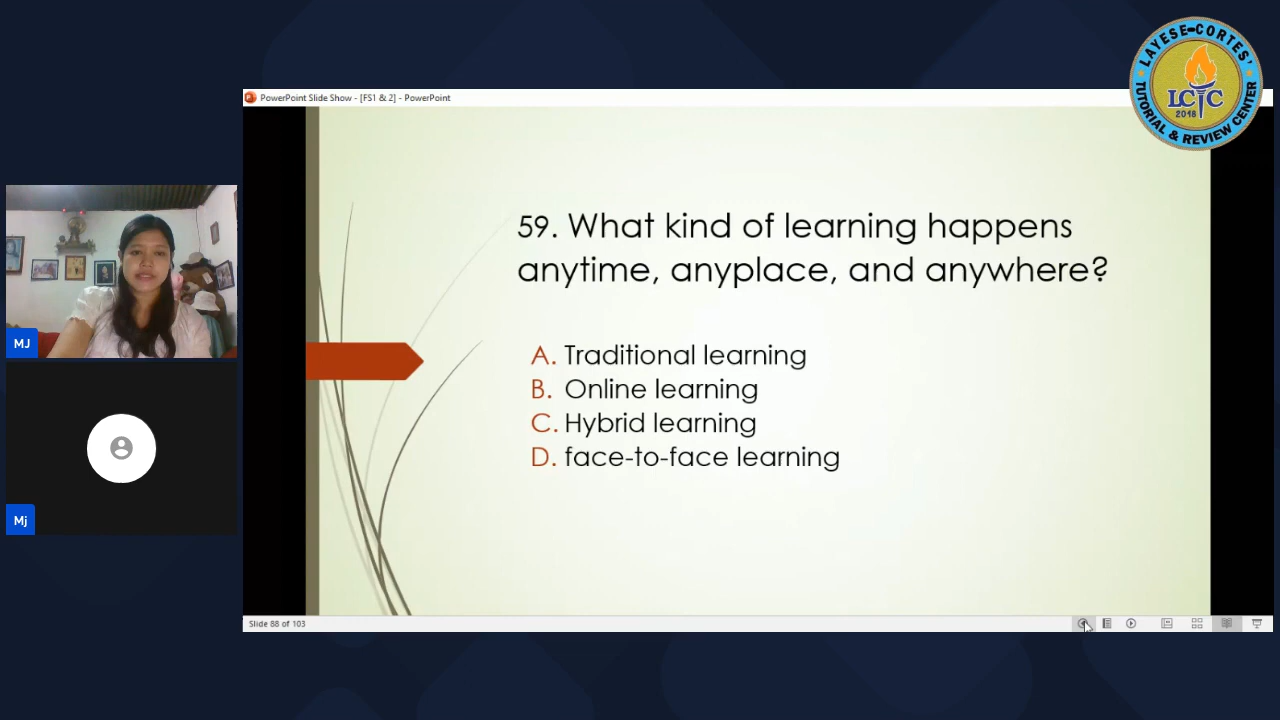 LAYESE-CORTES'
LCTC
2018
TUTORIAL & REVIEW CENTER
PowerPoint Slide Show - [FS1 & 2] - PowerPoint
59. What kind of learning happens
anytime, anyplace, and anywhere?
A. Traditional learning
B. Online learning
C. Hybrid learning
D. face-to-face learning
MJ
Mj
Slide 88 of 103